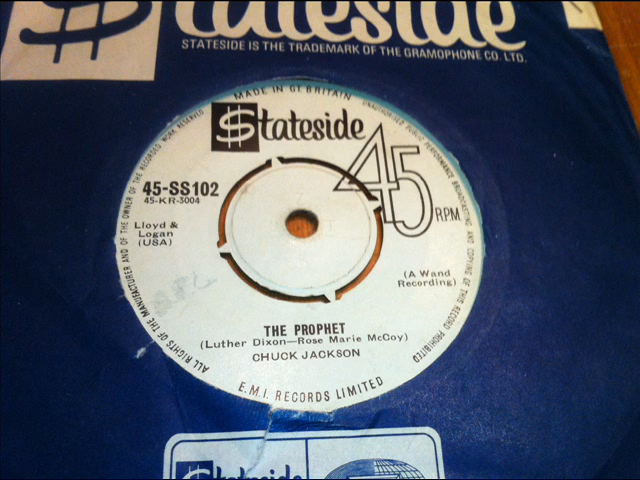 $tateside
STATESIDE IS THE TRADEMARK OF THE GRAMOPHONE CO. LTD.
MADE IN GT. BRITAIN
$tateside
45 RPM
45-SS102
45-KR-3004
Lloyd &
Logan
(USA)
(A Wand
Recording)
THE PROPHET
(Luther Dixon—Rose Marie McCoy)
CHUCK JACKSON
E.M.I. RECORDS LIMITED
ALL RIGHTS OF THE MANUFACTURER AND OF THE OWNER OF THE RECORDED WORK RESERVED
UNAUTHORISED PUBLIC PERFORMANCE BROADCASTING AND COPYING OF THIS RECORD PROHIBITED
$tateside